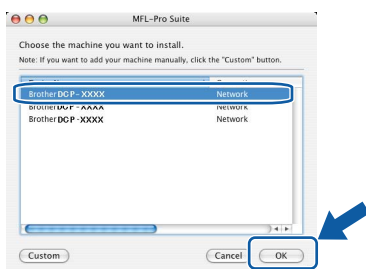 MFL-Pro Suite
Choose the machine you want to install.
Note: If you want to add your machine manually, click the "Custom" button.
Brother DCP-XXXX Network
Brother DCP-XXXX Network
Brother DCP-XXXX Network
Custom Cancel OK